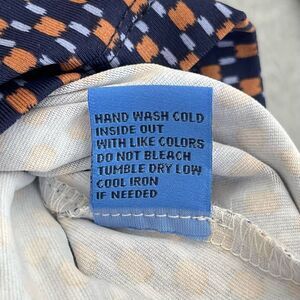 HAND WASH COLD
INSIDE OUT
WITH LIKE COLORS
DO NOT BLEACH
TUMBLE DRY LOW
COOL IRON
IF NEEDED